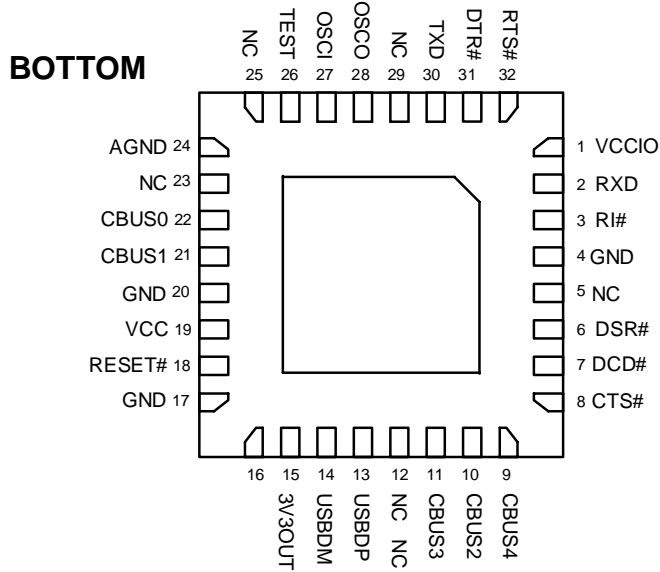 BOTTOM
NC
TEST
OSCI
OSCO
NC
TXD
DTR#
RTS#
25
26
27
28
29
30
31
32
AGND 24
NC 23
CBUS0 22
CBUS1 21
GND 20
VCC 19
RESET# 18
GND 17
1 VCCIO
2 RXD
3 RI#
4 GND
5 NC
6 DSR#
7 DCD#
8 CTS#
16
15
14
13
12
11
10
9
3V3OUT
USBDM
USBDP
NC NC
CBUS3
CBUS2
CBUS4